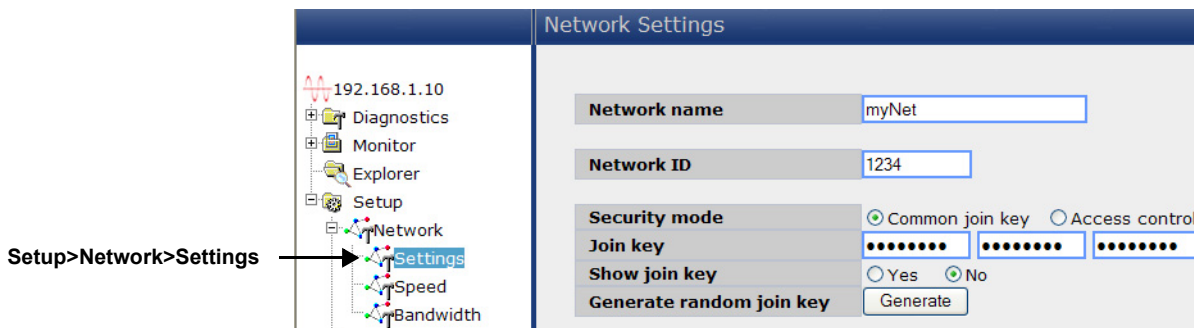 Network Settings
192.168.1.10
Diagnostics
Monitor
Explorer
Setup
Network
Settings
Speed
Bandwidth
Setup>Network>Settings
Network name myNet
Network ID 1234
Security mode Common join key Access control
Join key •••••••• •••••••• ••••••••
Show join key Yes No
Generate random join key Generate